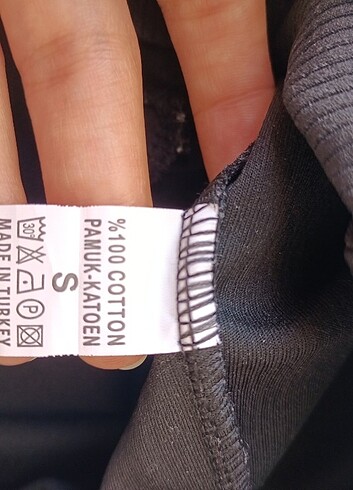 %100 COTTON
PAMUK-KATOEN
S
30°
P
MADE IN TURKEY